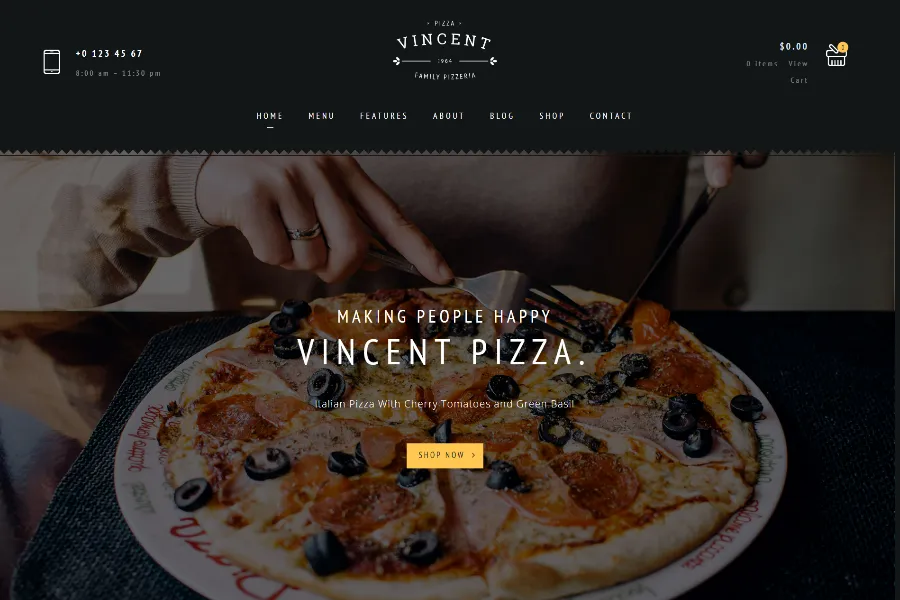 +0 123 45 67
8:00 am – 11:30 pm
PIZZA
VINCENT
1964
FAMILY PIZZERIA
$0.00
0 items View
Cart
HOME MENU FEATURES ABOUT BLOG SHOP CONTACT
MAKING PEOPLE HAPPY
VINCENT PIZZA.
Italian Pizza With Cherry Tomatoes and Green Basil
SHOP NOW